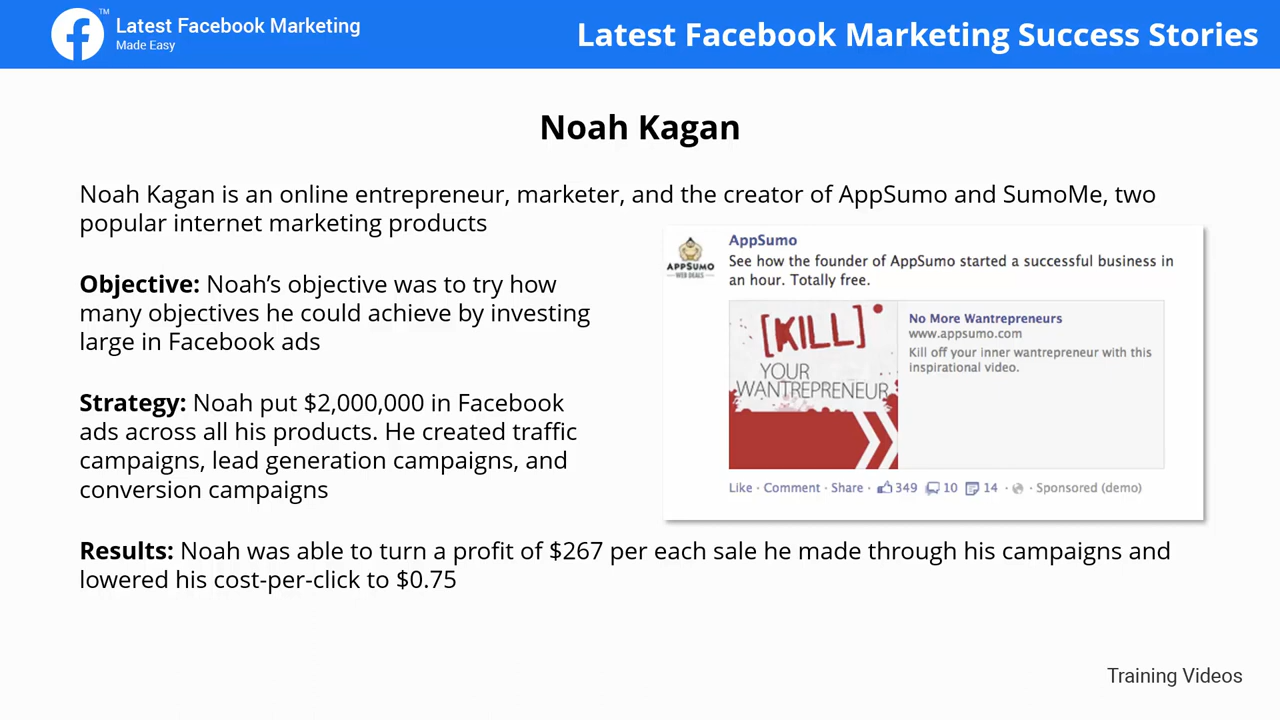 Latest Facebook Marketing
TM
Made Easy
Latest Facebook Marketing Success Stories
Noah Kagan
Noah Kagan is an online entrepreneur, marketer, and the creator of AppSumo and SumoMe, two
popular internet marketing products
Objective: Noah’s objective was to try how
many objectives he could achieve by investing
large in Facebook ads
Strategy: Noah put $2,000,000 in Facebook
ads across all his products. He created traffic
campaigns, lead generation campaigns, and
conversion campaigns
APPSUMO
WEB DEALS
AppSumo
See how the founder of AppSumo started a successful business in
an hour. Totally free.
[KILL]
YOUR
WANTREPRENEUR
No More Wantrepreneurs
www.appsumo.com
Kill off your inner wantrepreneur with this
inspirational video.
Like · Comment · Share · 349 10 14 · · Sponsored (demo)
Results: Noah was able to turn a profit of $267 per each sale he made through his campaigns and
lowered his cost-per-click to $0.75
Training Videos